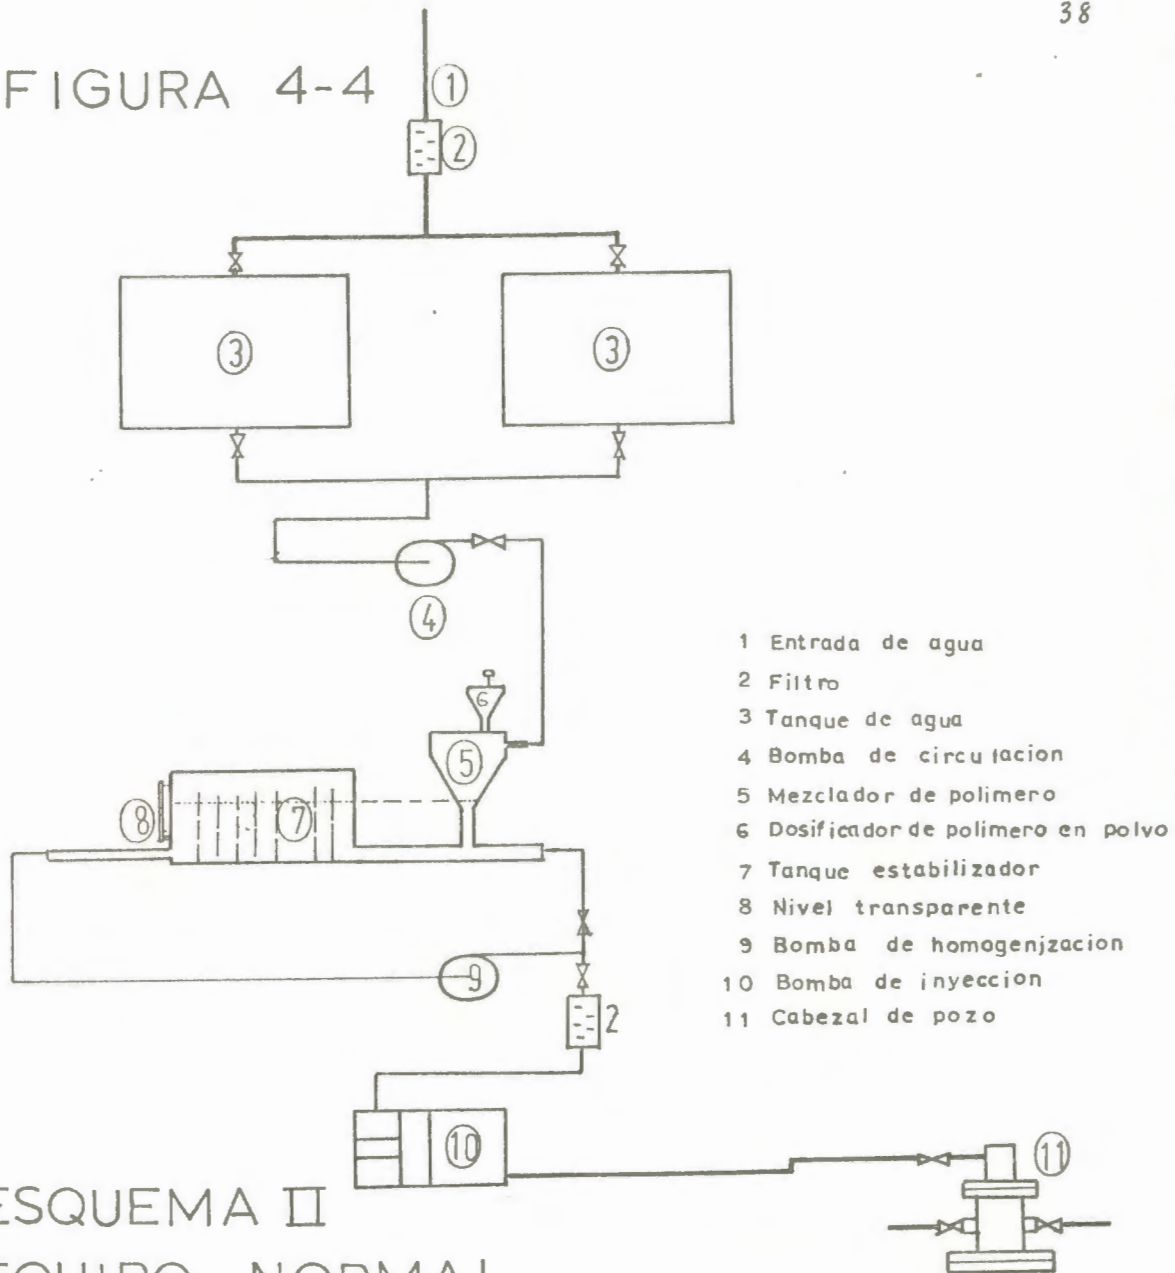 38
FIGURA 4-4
1
2
3
3
4
6
5
8
7
9
2
10
11
1 Entrada de agua
2 Filtro
3 Tanque de agua
4 Bomba de circulacion
5 Mezclador de polimero
6 Dosificador de polimero en polvo
7 Tanque estabilizador
8 Nivel transparente
9 Bomba de homogenjzacion
10 Bomba de inyeccion
11 Cabezal de pozo
ESQUEMA II
EQUIPO NORMAL